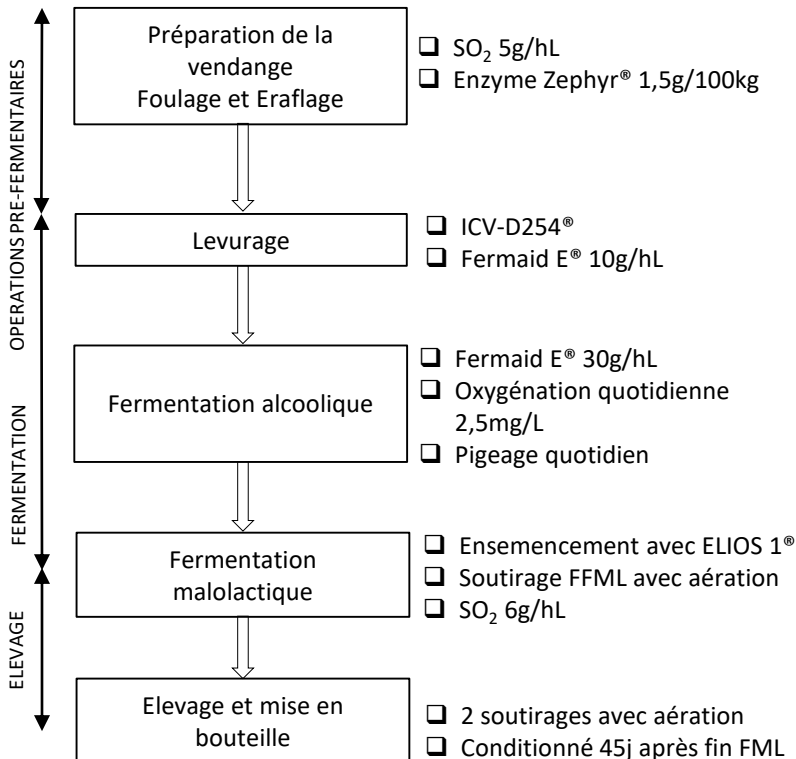 Préparation de la
vendange
Foulage et Eraflage
❑ SO₂ 5g/hL
❑ Enzyme Zephyr® 1,5g/100kg
OPERATIONS PRE-FERMENTAIRES
Levurage
❑ ICV-D254®
❑ Fermaid E® 10g/hL
Fermentation alcoolique
❑ Fermaid E® 30g/hL
❑ Oxygénation quotidienne
2,5mg/L
❑ Pigeage quotidien
FERMENTATION
Fermentation
malolactique
❑ Ensemencement avec ELIOS 1®
❑ Soutirage FFML avec aération
❑ SO₂ 6g/hL
ELEVAGE
Elevage et mise en
bouteille
❑ 2 soutirages avec aération
❑ Conditionné 45j après fin FML